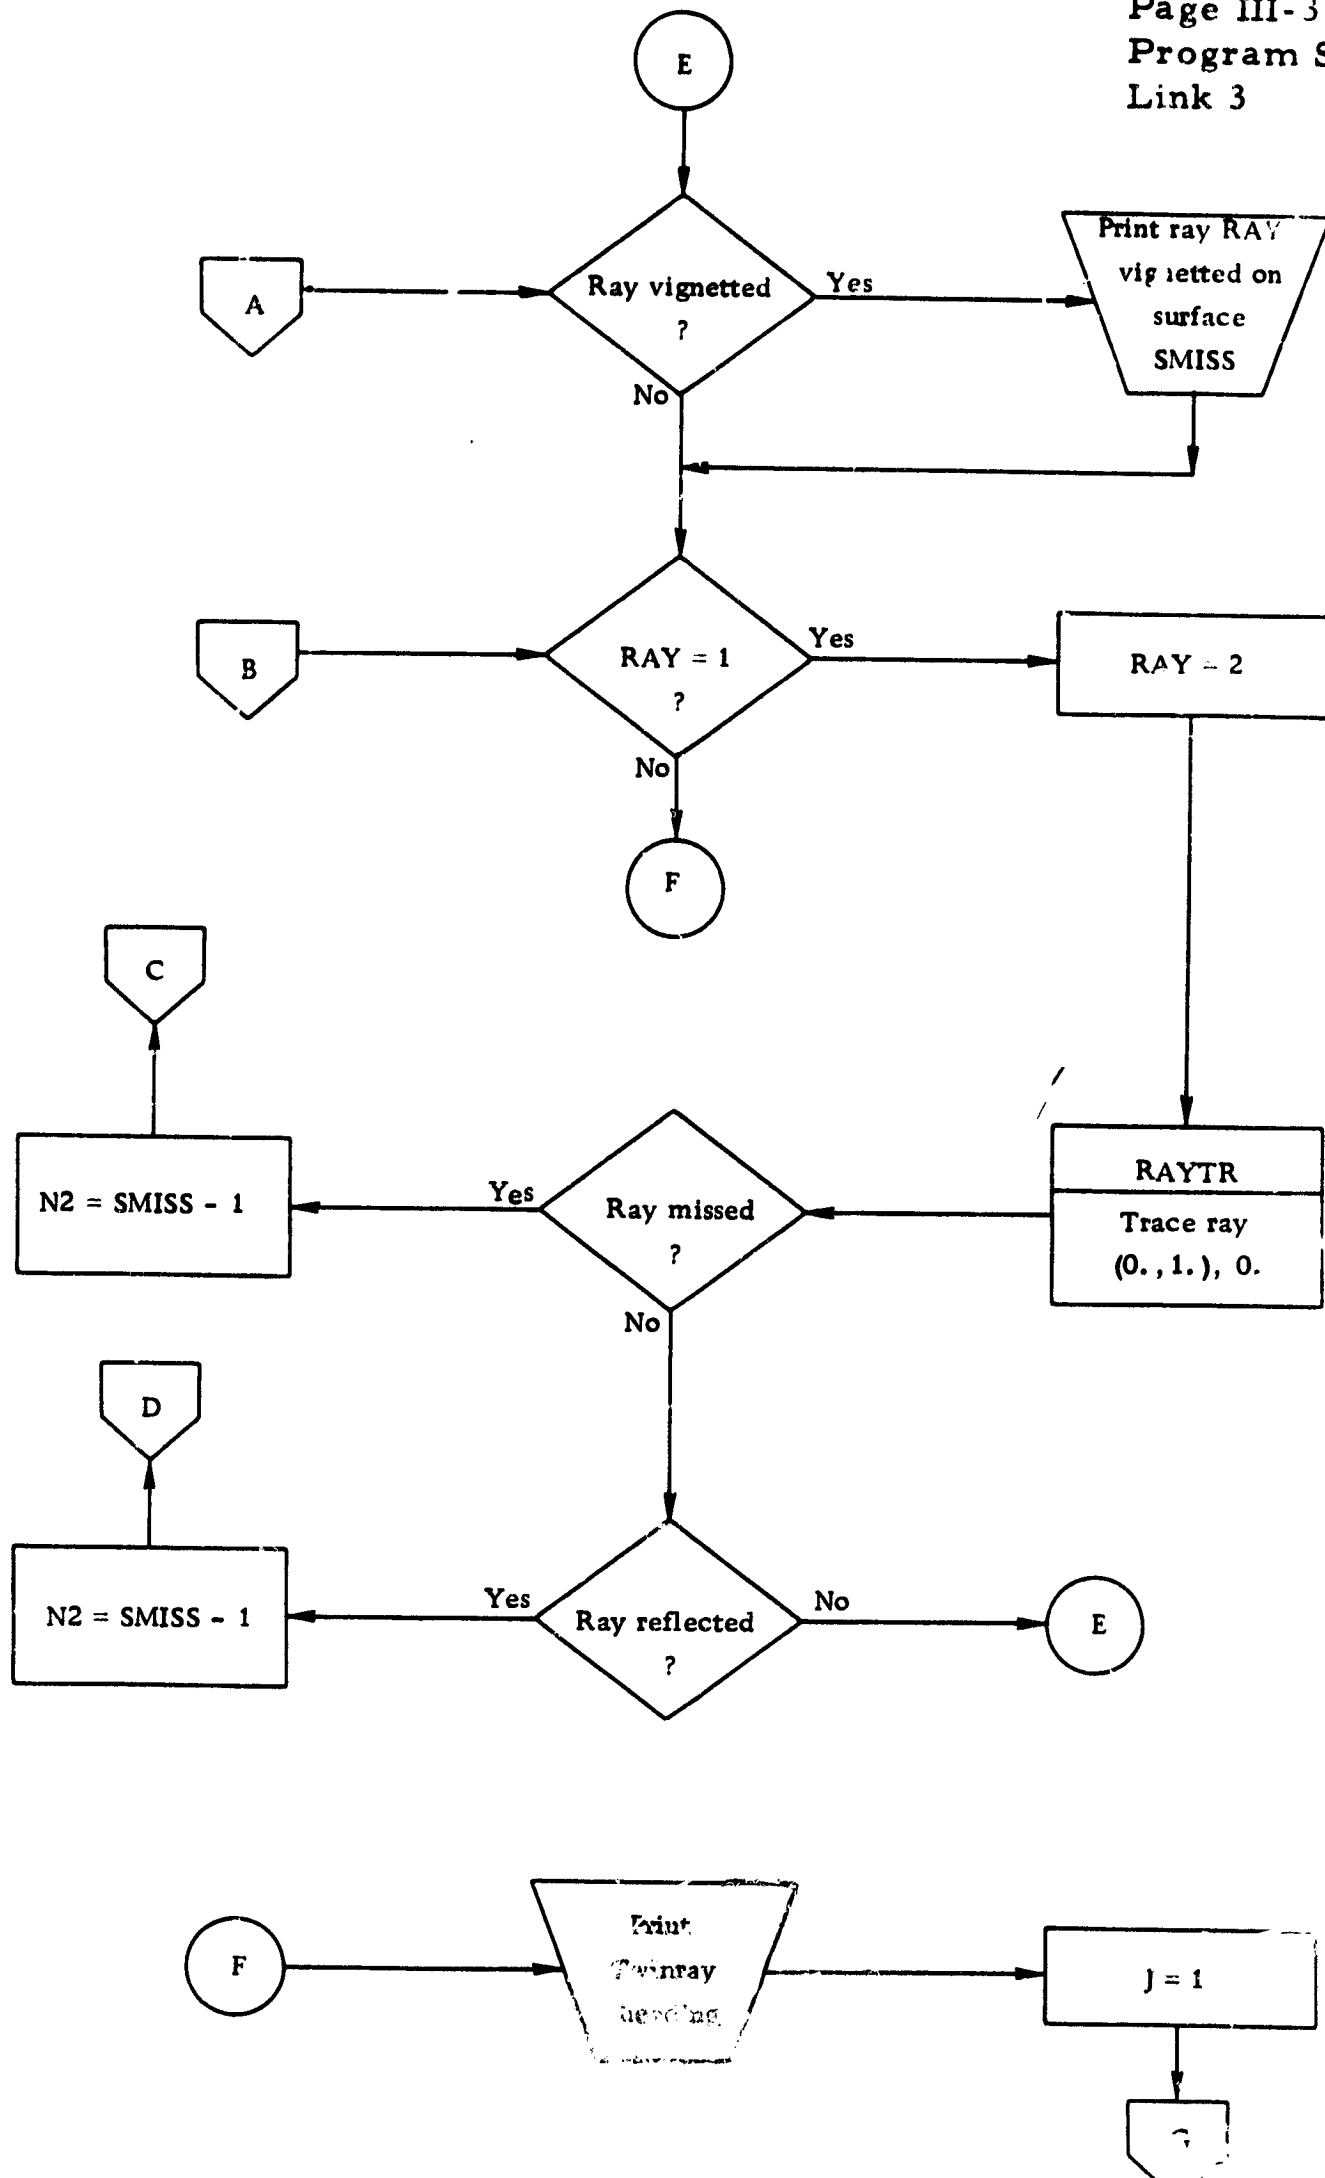 Page III-3
Program S
Link 3
E
A
Ray vignetted
?
Yes
No
Print ray RAY
vignetted on
surface
SMISS
B
RAY = 1
?
Yes
No
RAY = 2
F
C
N2 = SMISS - 1
Yes
Ray missed
?
No
RAYTR
Trace ray
(0., 1.), 0.
D
N2 = SMISS - 1
Yes
Ray reflected
?
No
E
F
Print
Twinray
heading
J = 1